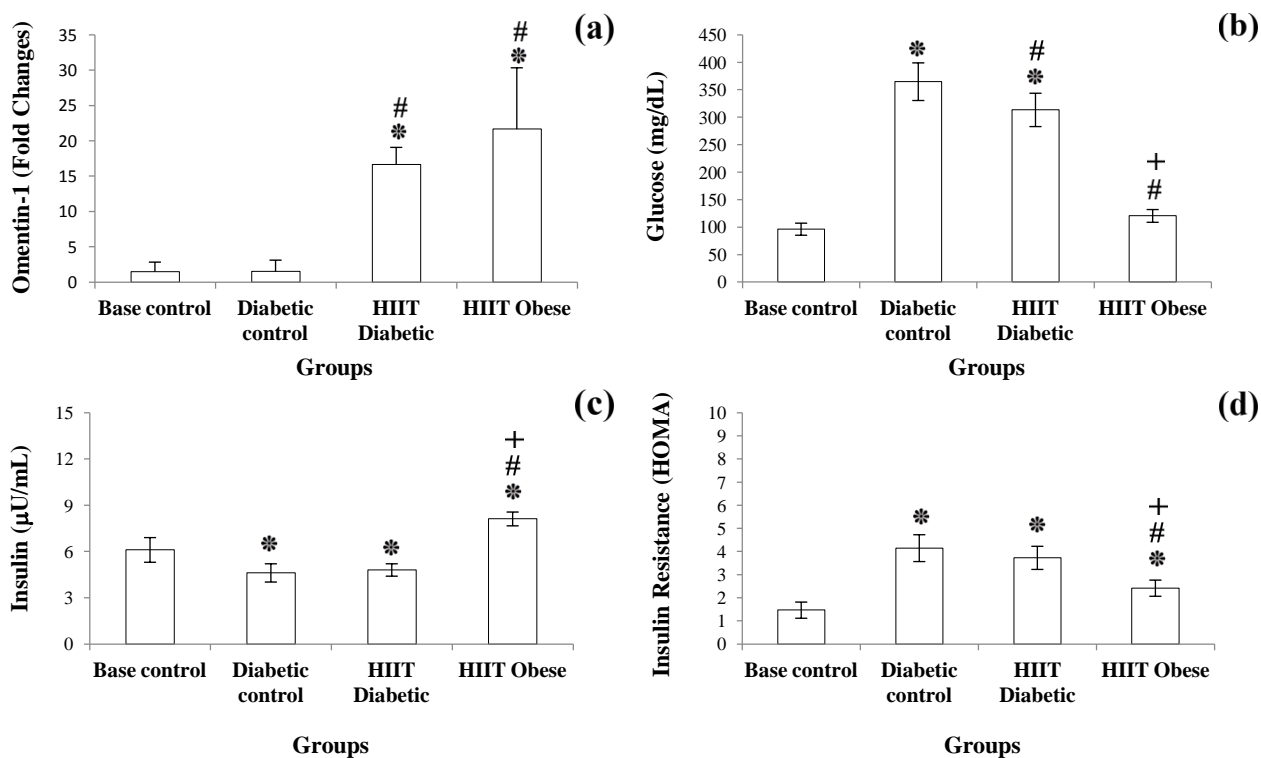 (a)
Omentin-1 (Fold Changes)
35
30
25
20
15
10
5
0
#
❊
#
❊
Base control
Diabetic
control
HIIT
Diabetic
HIIT Obese
Groups
(b)
Glucose (mg/dL)
450
400
350
300
250
200
150
100
50
0
❊
#
❊
+
#
Base control
Diabetic
control
HIIT
Diabetic
HIIT Obese
Groups
(c)
Insulin (µU/mL)
15
12
9
6
3
0
❊
❊
+
#
❊
Base control
Diabetic
control
HIIT
Diabetic
HIIT Obese
Groups
(d)
Insulin Resistance (HOMA)
10
9
8
7
6
5
4
3
2
1
0
❊
❊
+
#
❊
Base control
Diabetic
control
HIIT
Diabetic
HIIT Obese
Groups